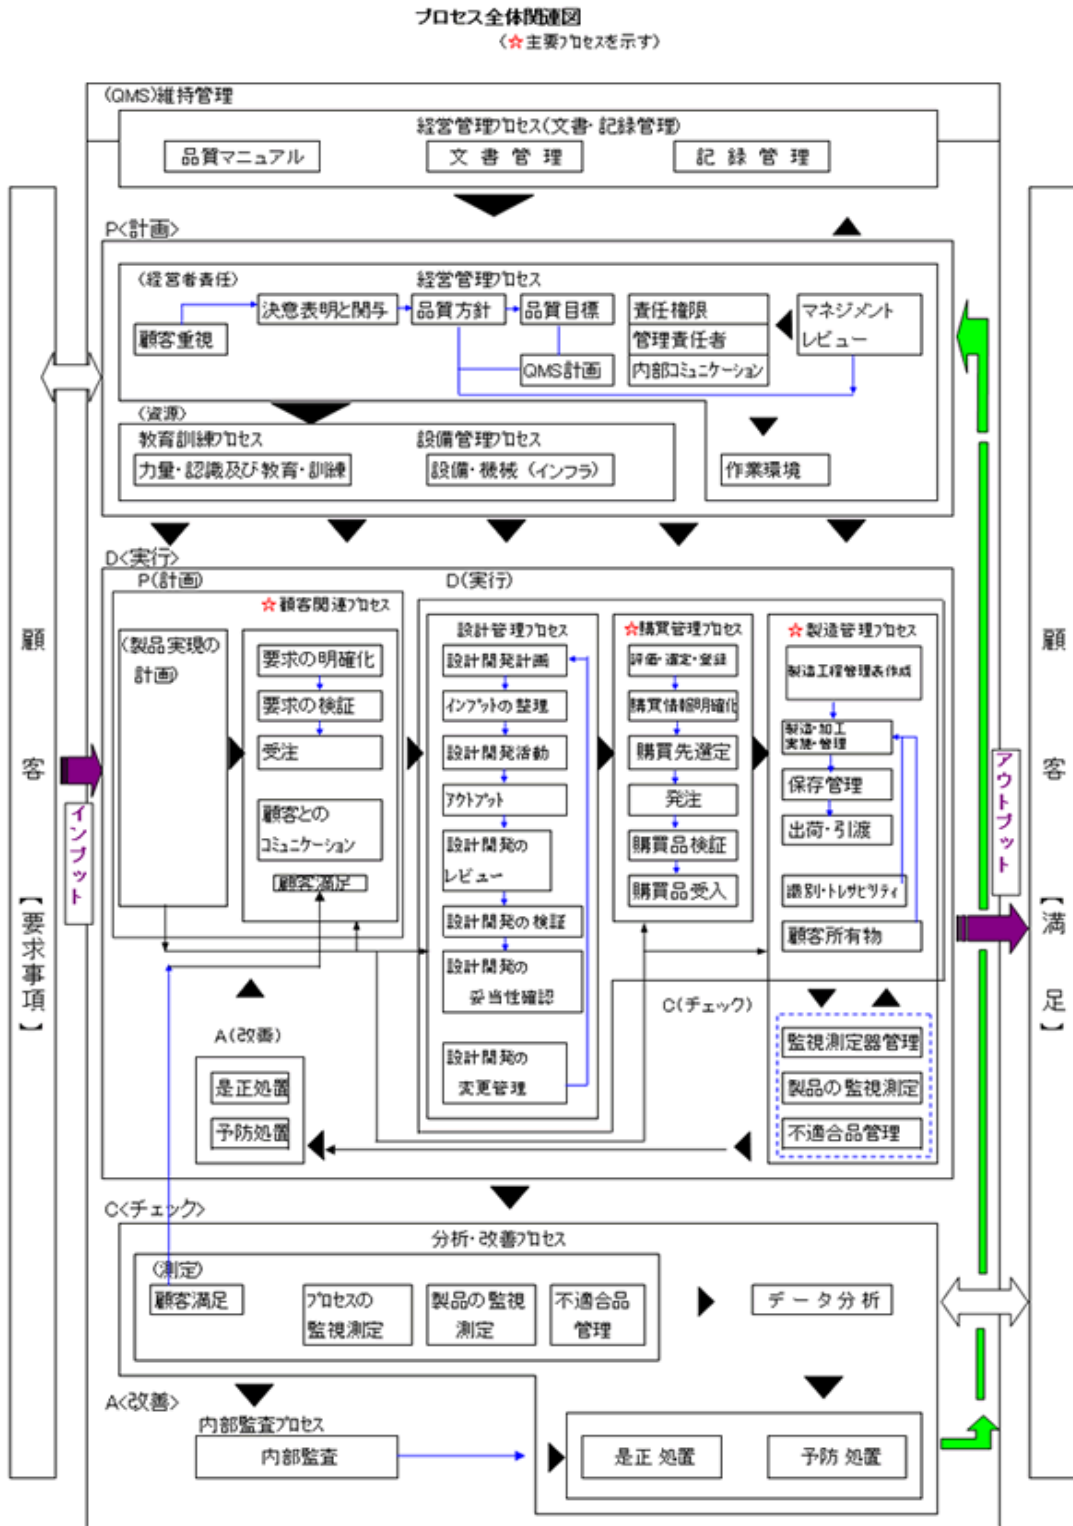 プロセス全体関連図
〈☆主要プロセスを示す〉
(QMS)維持管理
経営管理プロセス(文書・記録管理)
品質マニュアル
文書管理
記録管理
P<計画>
〈経営者責任〉
経営管理プロセス
顧客重視
決意表明と関与
品質方針
品質目標
QMS計画
責任権限
管理責任者
内部コミュニケーション
マネジメント
レビュー
〈資源〉
教育訓練プロセス
力量・認識及び教育・訓練
設備管理プロセス
設備・機械（インフラ）
作業環境
D<実行>
P(計画)
D(実行)
〈製品実現の
計画〉
☆顧客関連プロセス
要求の明確化
要求の検証
受注
顧客との
コミュニケーション
顧客満足
設計管理プロセス
設計開発計画
インプットの整理
設計開発活動
アウトプット
設計開発の
レビュー
設計開発の検証
設計開発の
妥当性確認
設計開発の
変更管理
☆購買管理プロセス
評価・選定・登録
購買情報明確化
購買先選定
発注
購買品検証
購買品受入
☆製造管理プロセス
製造工程管理表作成
製造・加工
実施・管理
保存管理
出荷・引渡
識別・トレサビリティ
顧客所有物
C(チェック)
監視測定器管理
製品の監視測定
不適合品管理
A(改善)
是正処置
予防処置
C<チェック>
分析・改善プロセス
〈測定〉
顧客満足
プロセスの
監視測定
製品の監視
測定
不適合品
管理
データ分析
A<改善>
内部監査プロセス
内部監査
是正処置
予防処置
顧客
【要求事項】
インプット
アウトプット
顧客
【満足】